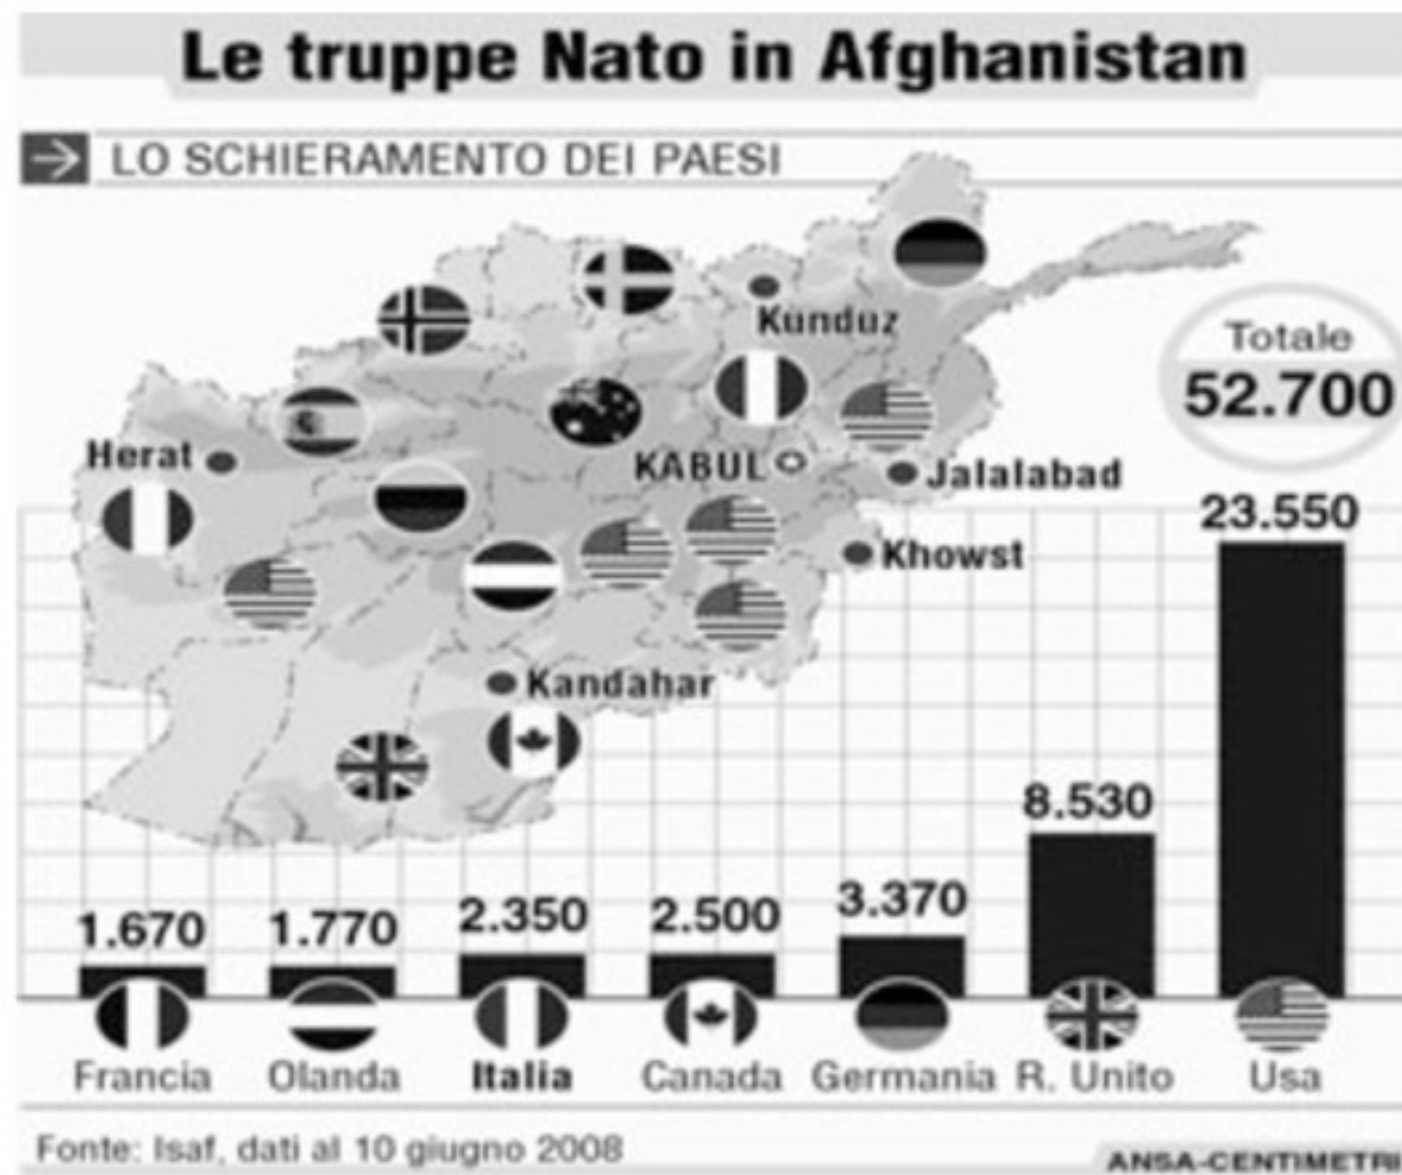 Le truppe Nato in Afghanistan
LO SCHIERAMENTO DEI PAESI
Kunduz
Totale
52.700
Herat
KABUL
Jalalabad
Khowst
Kandahar
1.670
1.770
2.350
2.500
3.370
8.530
23.550
Francia
Olanda
Italia
Canada
Germania
R. Unito
Usa
Fonte: Isaf, dati al 10 giugno 2008
ANSA-CENTIMETRI